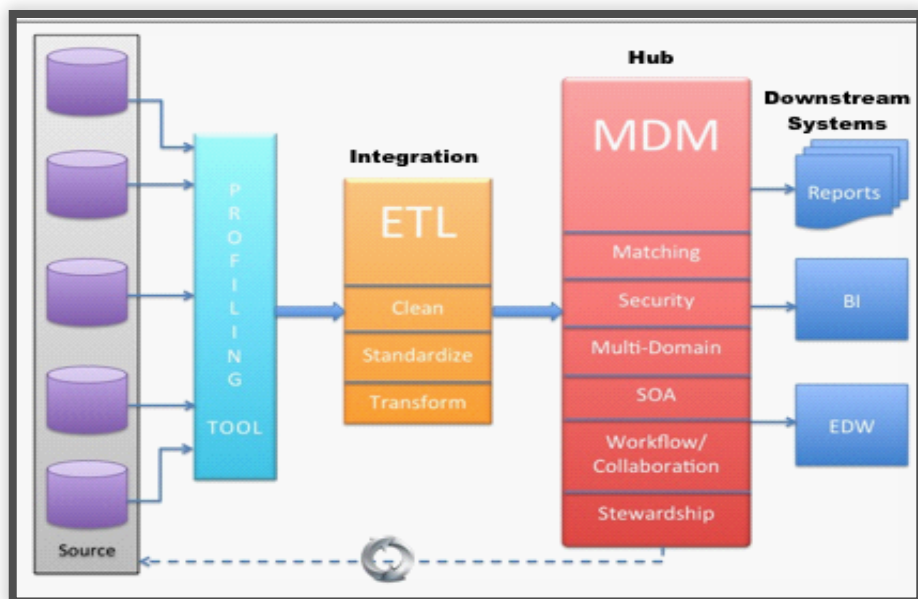 Source
PROFILING
TOOL
Integration
ETL
Clean
Standardize
Transform
Hub
MDM
Matching
Security
Multi-Domain
SOA
Workflow/
Collaboration
Stewardship
Downstream
Systems
Reports
BI
EDW